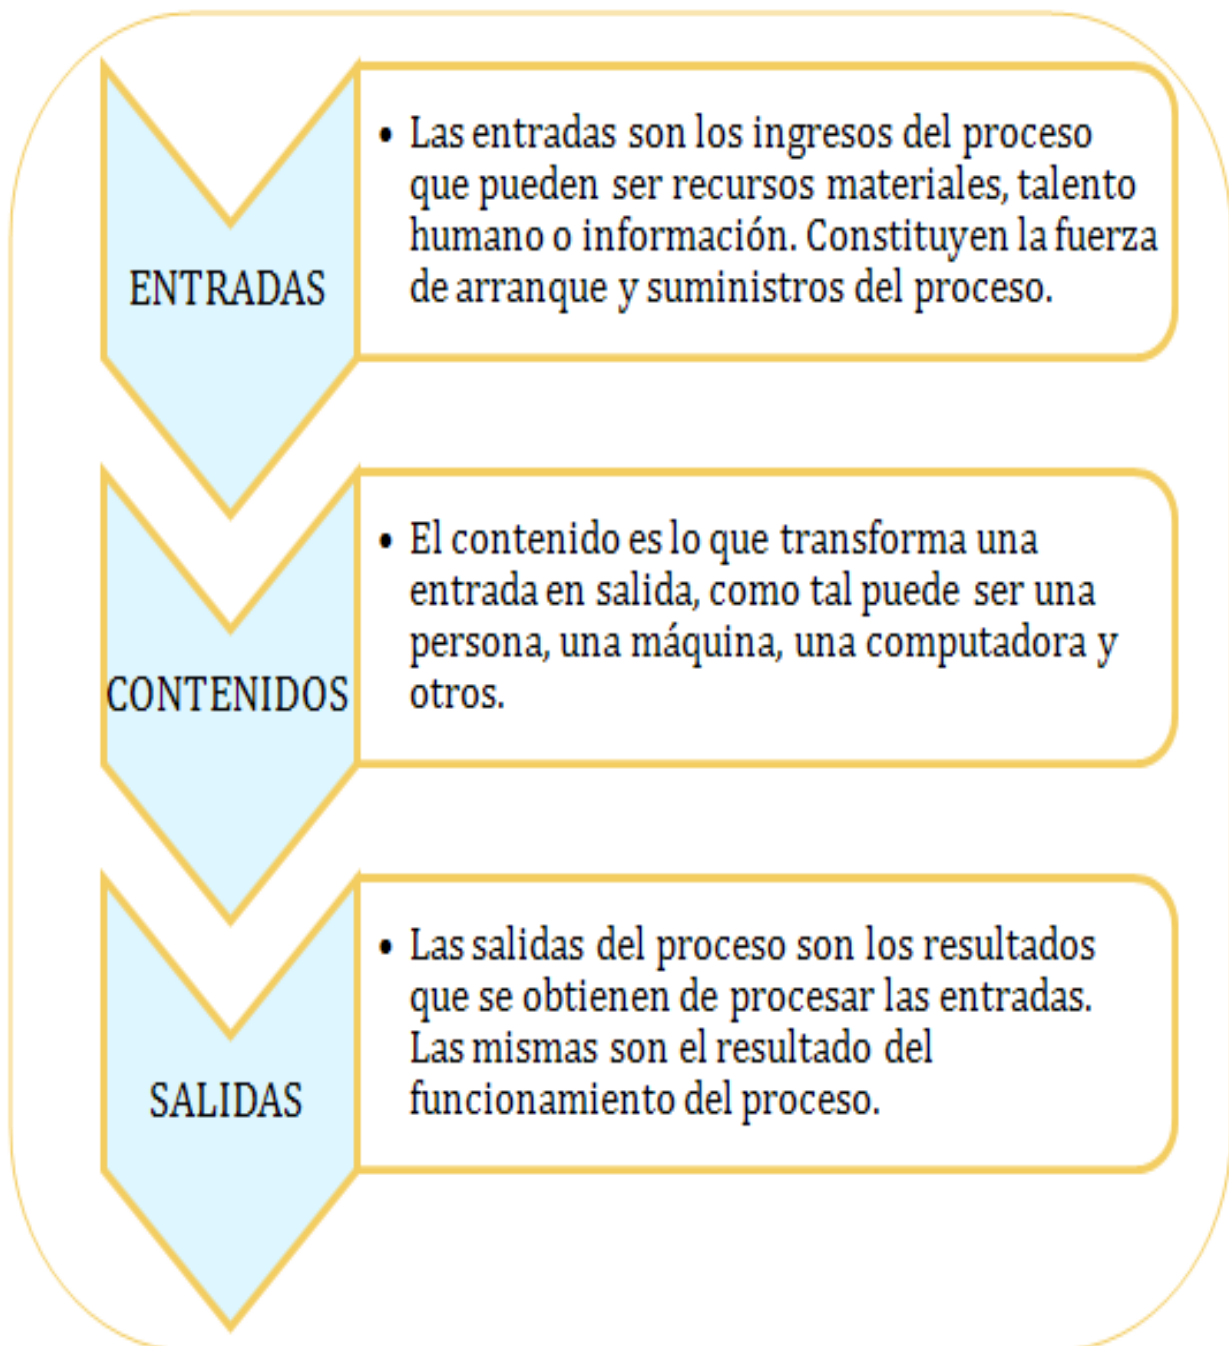 ENTRADAS
• Las entradas son los ingresos del proceso
que pueden ser recursos materiales, talento
humano o información. Constituyen la fuerza
de arranque y suministros del proceso.
CONTENIDOS
• El contenido es lo que transforma una
entrada en salida, como tal puede ser una
persona, una máquina, una computadora y
otros.
SALIDAS
• Las salidas del proceso son los resultados
que se obtienen de procesar las entradas.
Las mismas son el resultado del
funcionamiento del proceso.